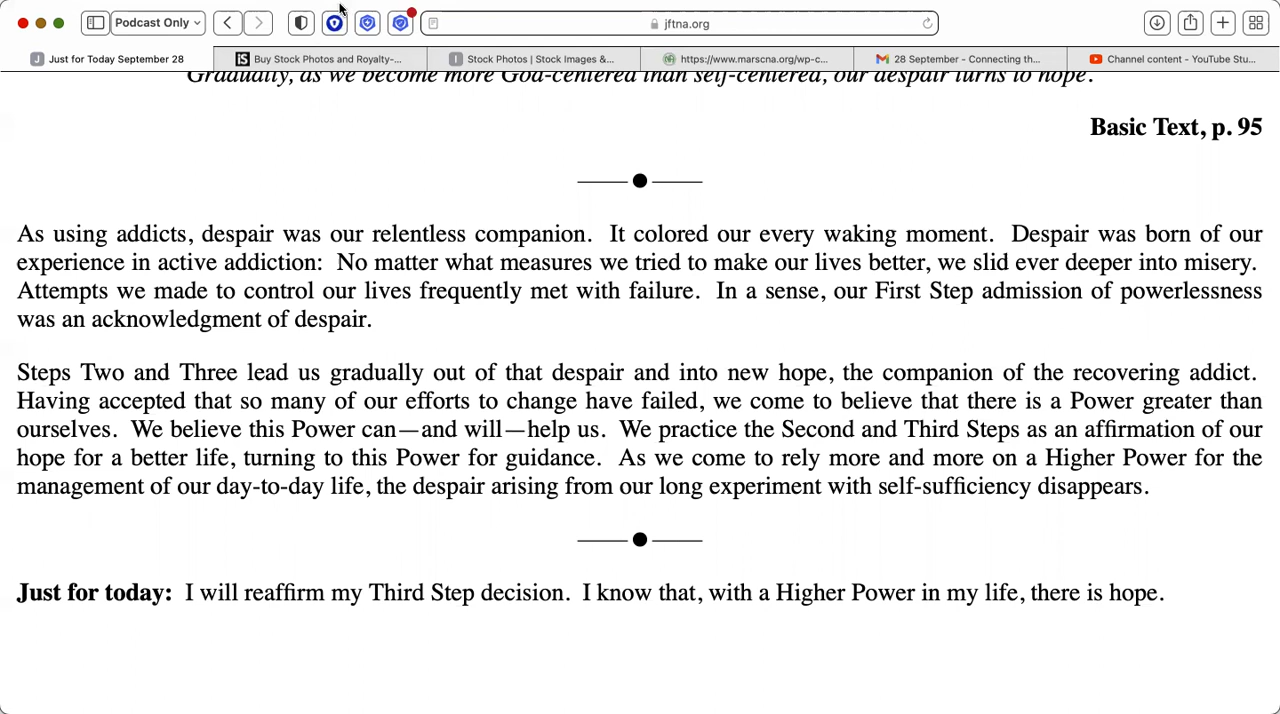 Podcast Only
jftna.org
Just for Today September 28
Buy Stock Photos and Royalty-...
Stock Photos | Stock Images &...
https://www.marscna.org/wp-c...
28 September - Connecting th...
Channel content - YouTube Stu...
Gradually, as we become more God-centered than self-centered, our despair turns to hope.
Basic Text, p. 95
As using addicts, despair was our relentless companion. It colored our every waking moment. Despair was born of our
experience in active addiction: No matter what measures we tried to make our lives better, we slid ever deeper into misery.
Attempts we made to control our lives frequently met with failure. In a sense, our First Step admission of powerlessness
was an acknowledgment of despair.
Steps Two and Three lead us gradually out of that despair and into new hope, the companion of the recovering addict.
Having accepted that so many of our efforts to change have failed, we come to believe that there is a Power greater than
ourselves. We believe this Power can—and will—help us. We practice the Second and Third Steps as an affirmation of our
hope for a better life, turning to this Power for guidance. As we come to rely more and more on a Higher Power for the
management of our day-to-day life, the despair arising from our long experiment with self-sufficiency disappears.
Just for today: I will reaffirm my Third Step decision. I know that, with a Higher Power in my life, there is hope.